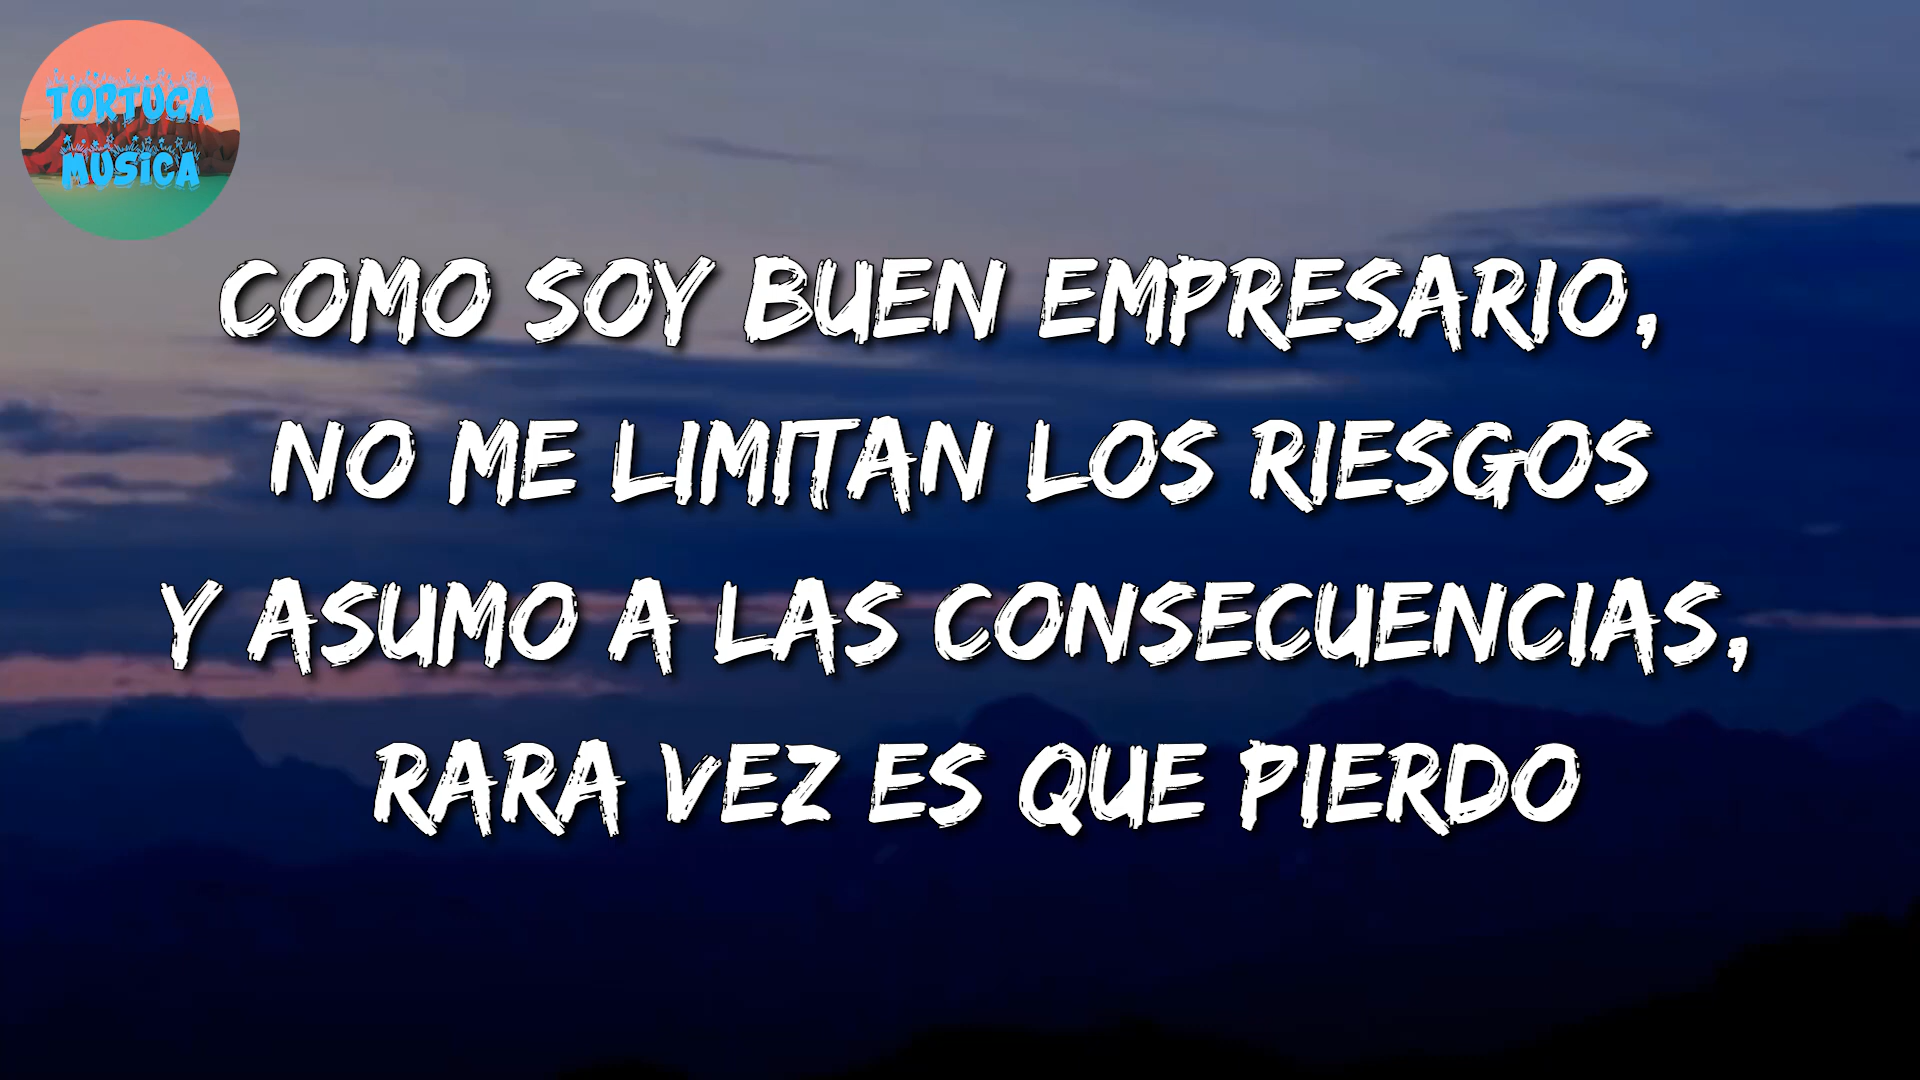 TORTUGA
MUSICA
COMO SOY BUEN EMPRESARIO,
NO ME LIMITAN LOS RIESGOS
Y ASUMO A LAS CONSECUENCIAS,
RARA VEZ ES QUE PIERDO